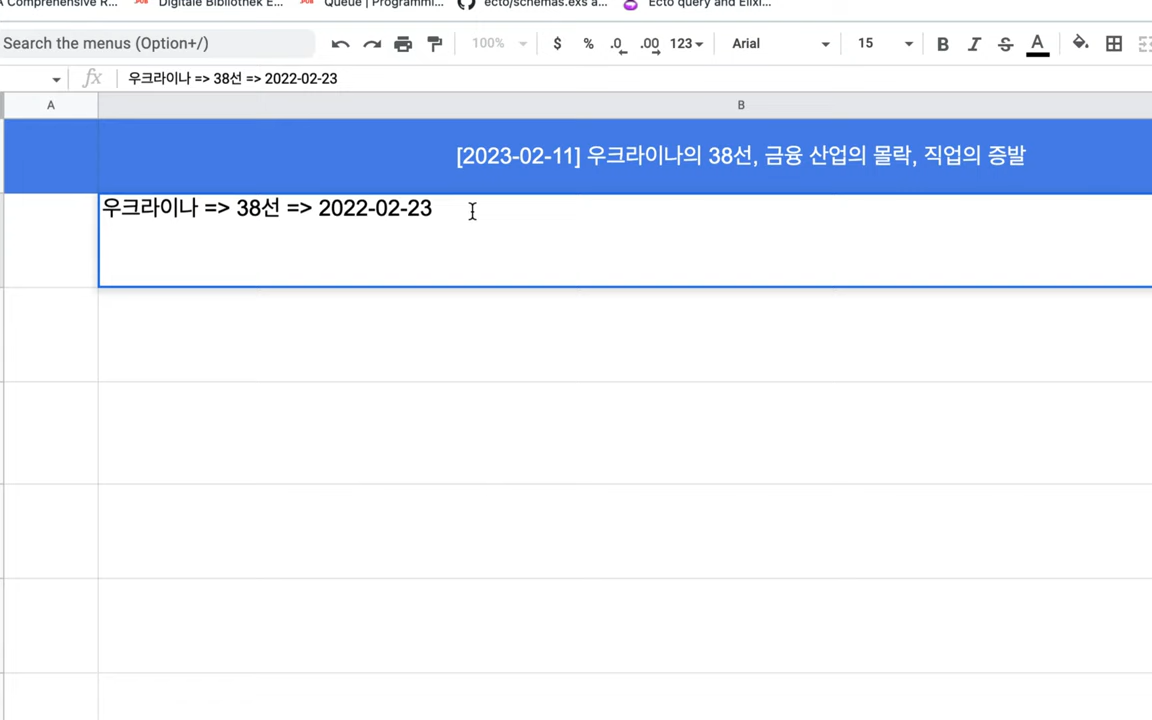 A Comprehensive R... Digitale Bibliothek E... Queue | Programmi... ecto/schemas.exs a... Ecto query and Elixi...
Search the menus (Option+/) 100% $ % .0 .00 123 Arial 15 B I S A
fx 우크라이나 => 38선 => 2022-02-23
A B
[2023-02-11] 우크라이나의 38선, 금융 산업의 몰락, 직업의 증발
우크라이나 => 38선 => 2022-02-23